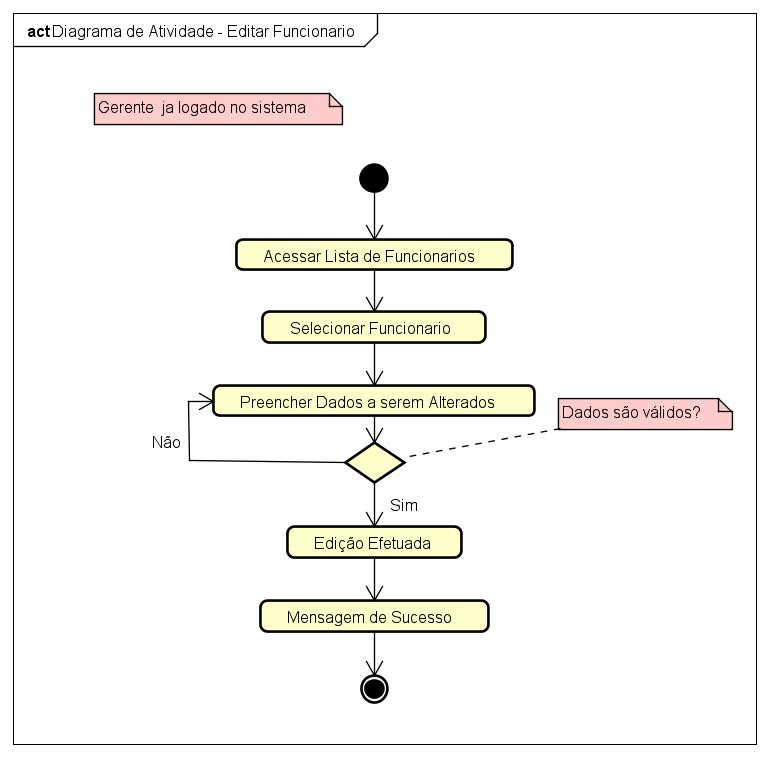 act Diagrama de Atividade - Editar Funcionario
Gerente ja logado no sistema
Acessar Lista de Funcionarios
Selecionar Funcionario
Preencher Dados a serem Alterados
Dados são válidos?
Não
Sim
Edição Efetuada
Mensagem de Sucesso